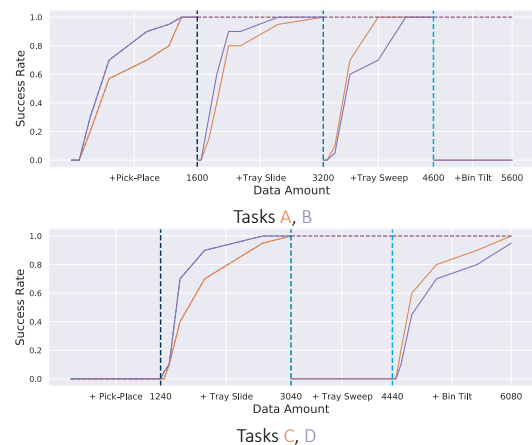 Success Rate
1.0
0.8
0.6
0.4
0.2
0.0
+Pick-Place 1600 +Tray Slide 3200 +Tray Sweep 4600 +Bin Tilt 5600
Data Amount
Tasks A, B
Success Rate
1.0
0.8
0.6
0.4
0.2
0.0
+ Pick-Place 1240 + Tray Slide 3040 + Tray Sweep 4440 + Bin Tilt 6080
Data Amount
Tasks C, D